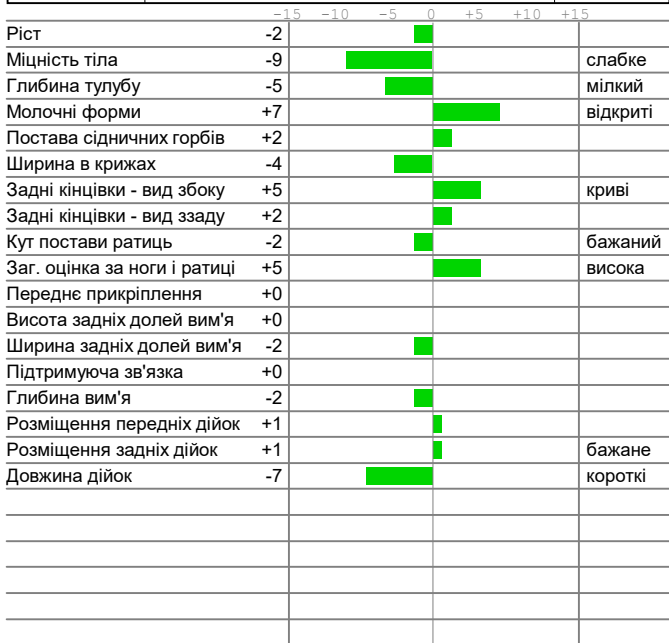 -15 -10 -5 0 +5 +10 +15
Ріст -2
Міцність тіла -9 слабке
Глибина тулубу -5 мілкий
Молочні форми +7 відкриті
Постава сідничних горбів +2
Ширина в крижах -4
Задні кінцівки - вид збоку +5 криві
Задні кінцівки - вид ззаду +2
Кут постави ратиць -2 бажаний
Заг. оцінка за ноги і ратиці +5 висока
Переднє прикріплення +0
Висота задніх долей вим'я +0
Ширина задніх долей вим'я -2
Підтримуюча зв'язка +0
Глибина вим'я -2
Розміщення передніх дійок +1
Розміщення задніх дійок +1 бажане
Довжина дійок -7 короткі